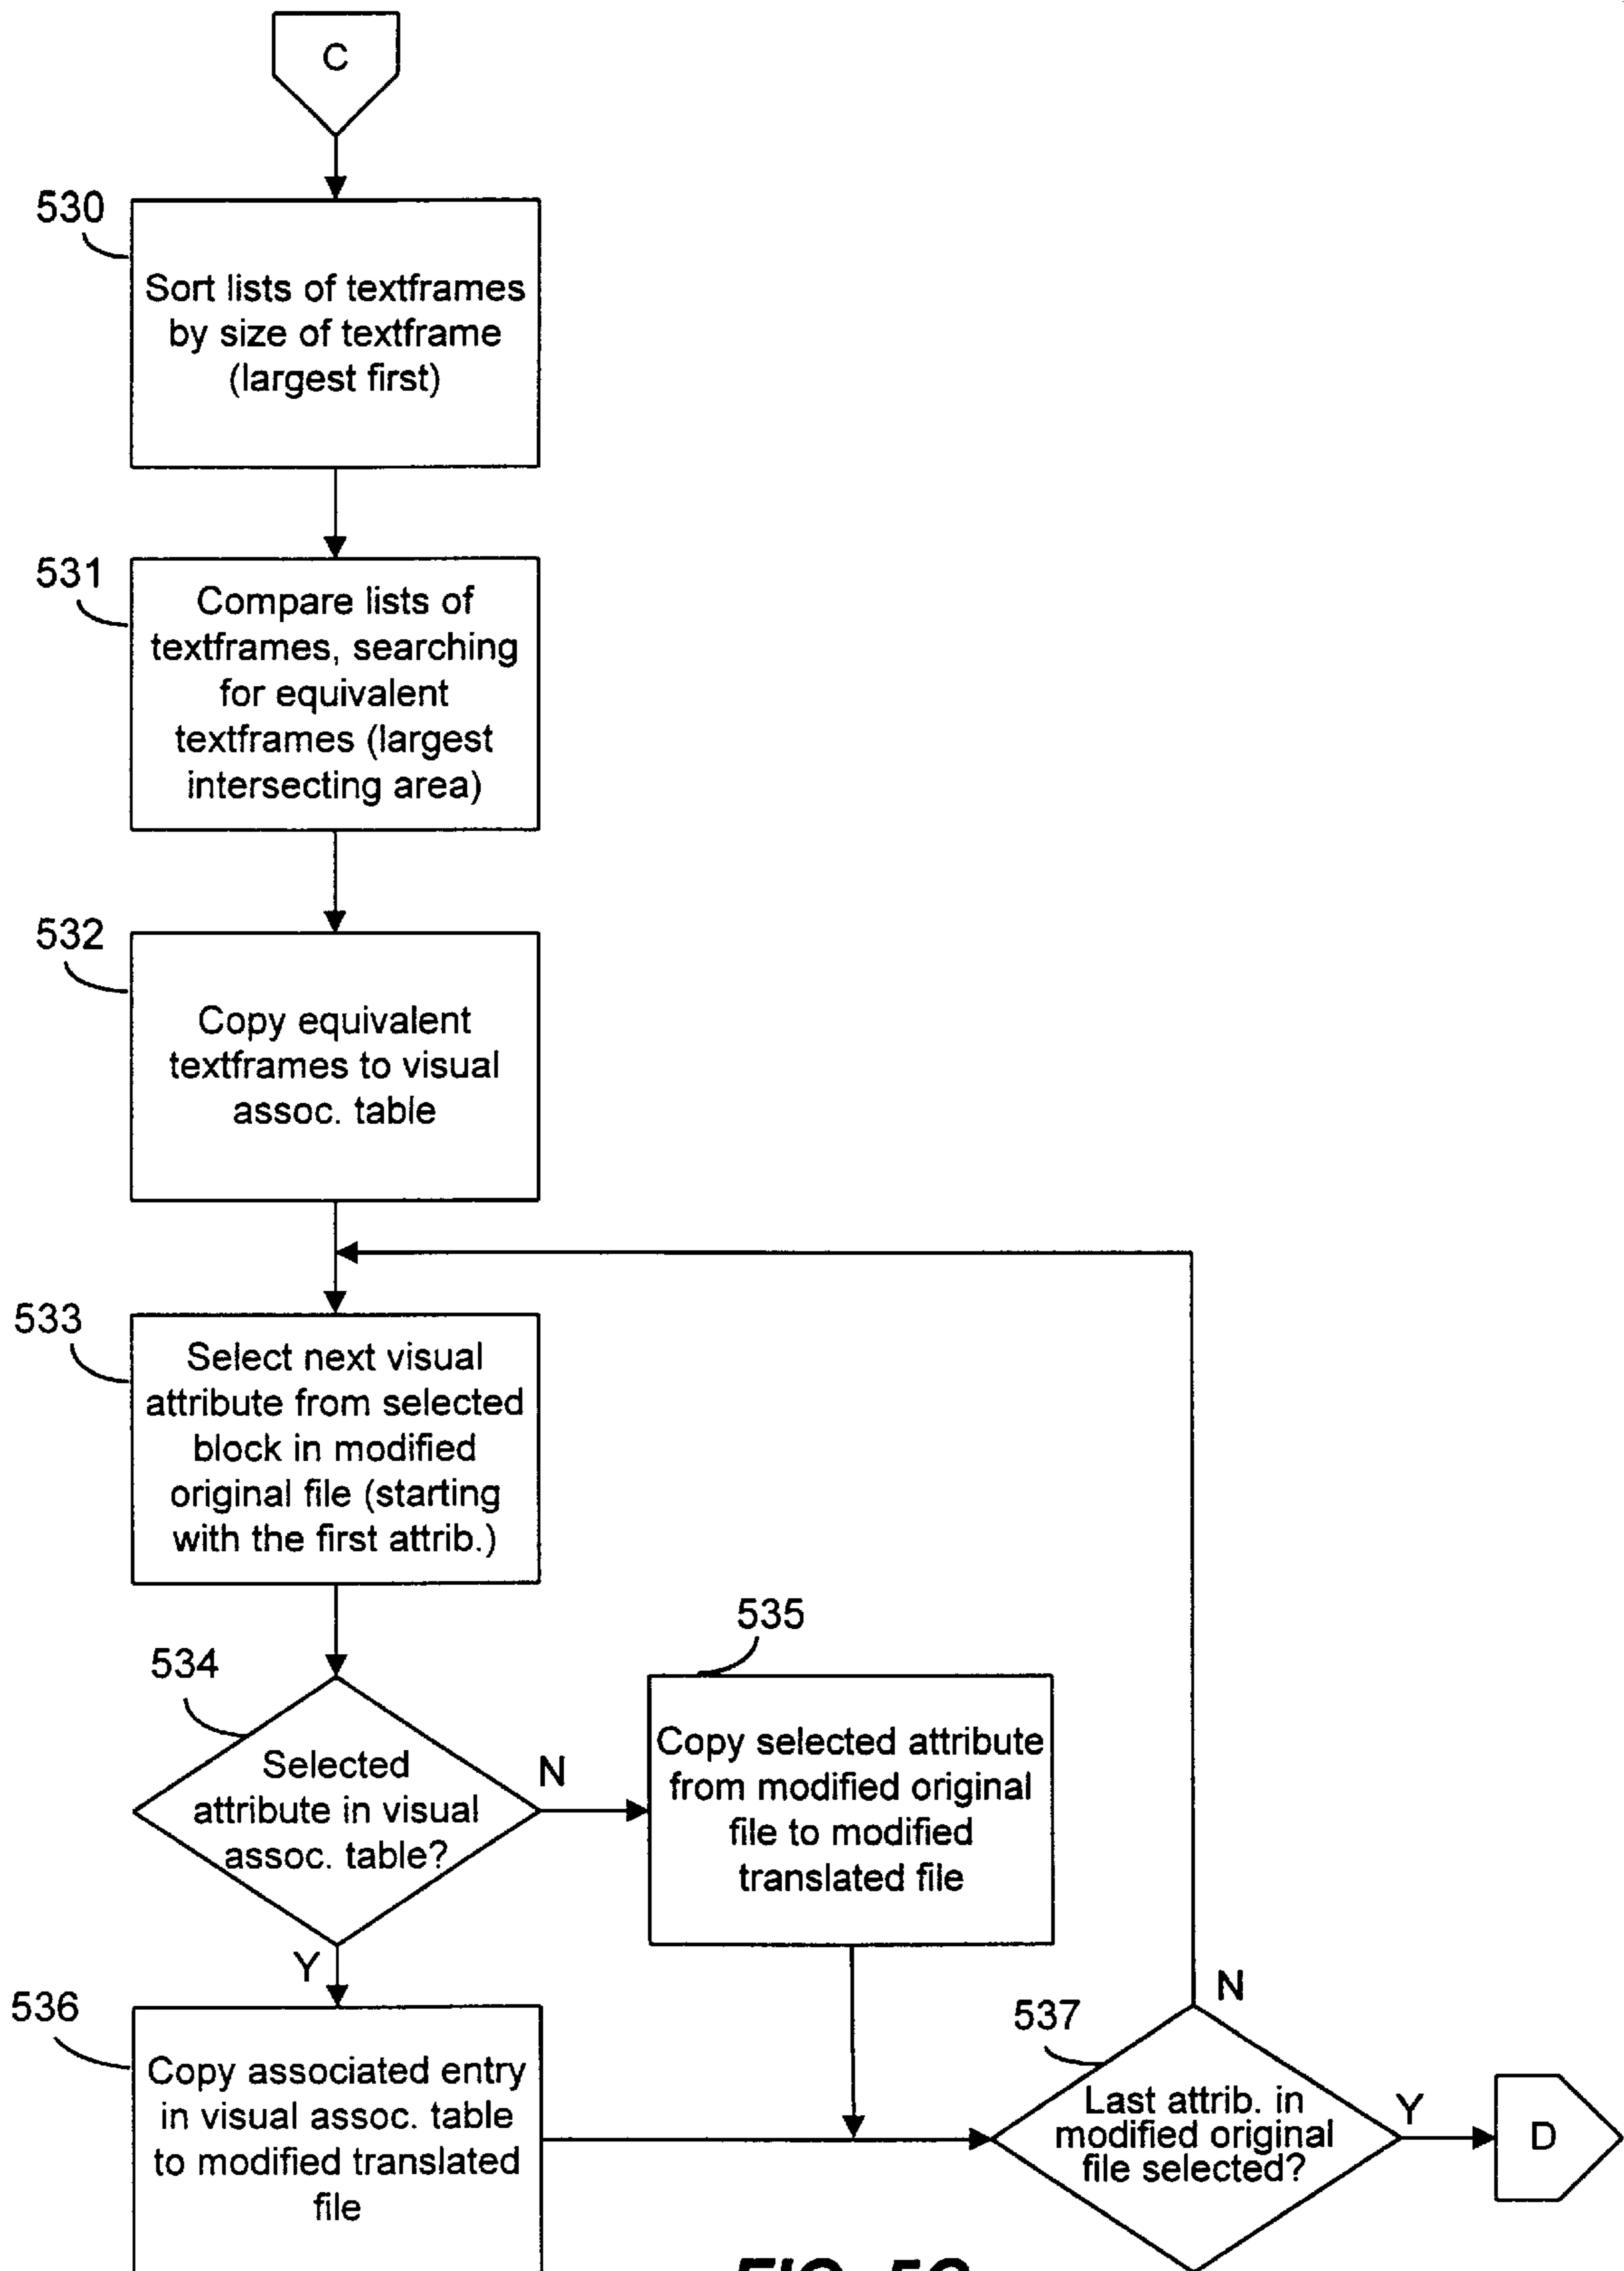 C
530
Sort lists of textframes
by size of textframe
(largest first)
531
Compare lists of
textframes, searching
for equivalent
textframes (largest
intersecting area)
532
Copy equivalent
textframes to visual
assoc. table
533
Select next visual
attribute from selected
block in modified
original file (starting
with the first attrib.)
534
Selected
attribute in visual
assoc. table?
N
535
Copy selected attribute
from modified original
file to modified
translated file
Y
536
Copy associated entry
in visual assoc. table
to modified translated
file
537
N
Last attrib. in
modified original
file selected?
Y
D